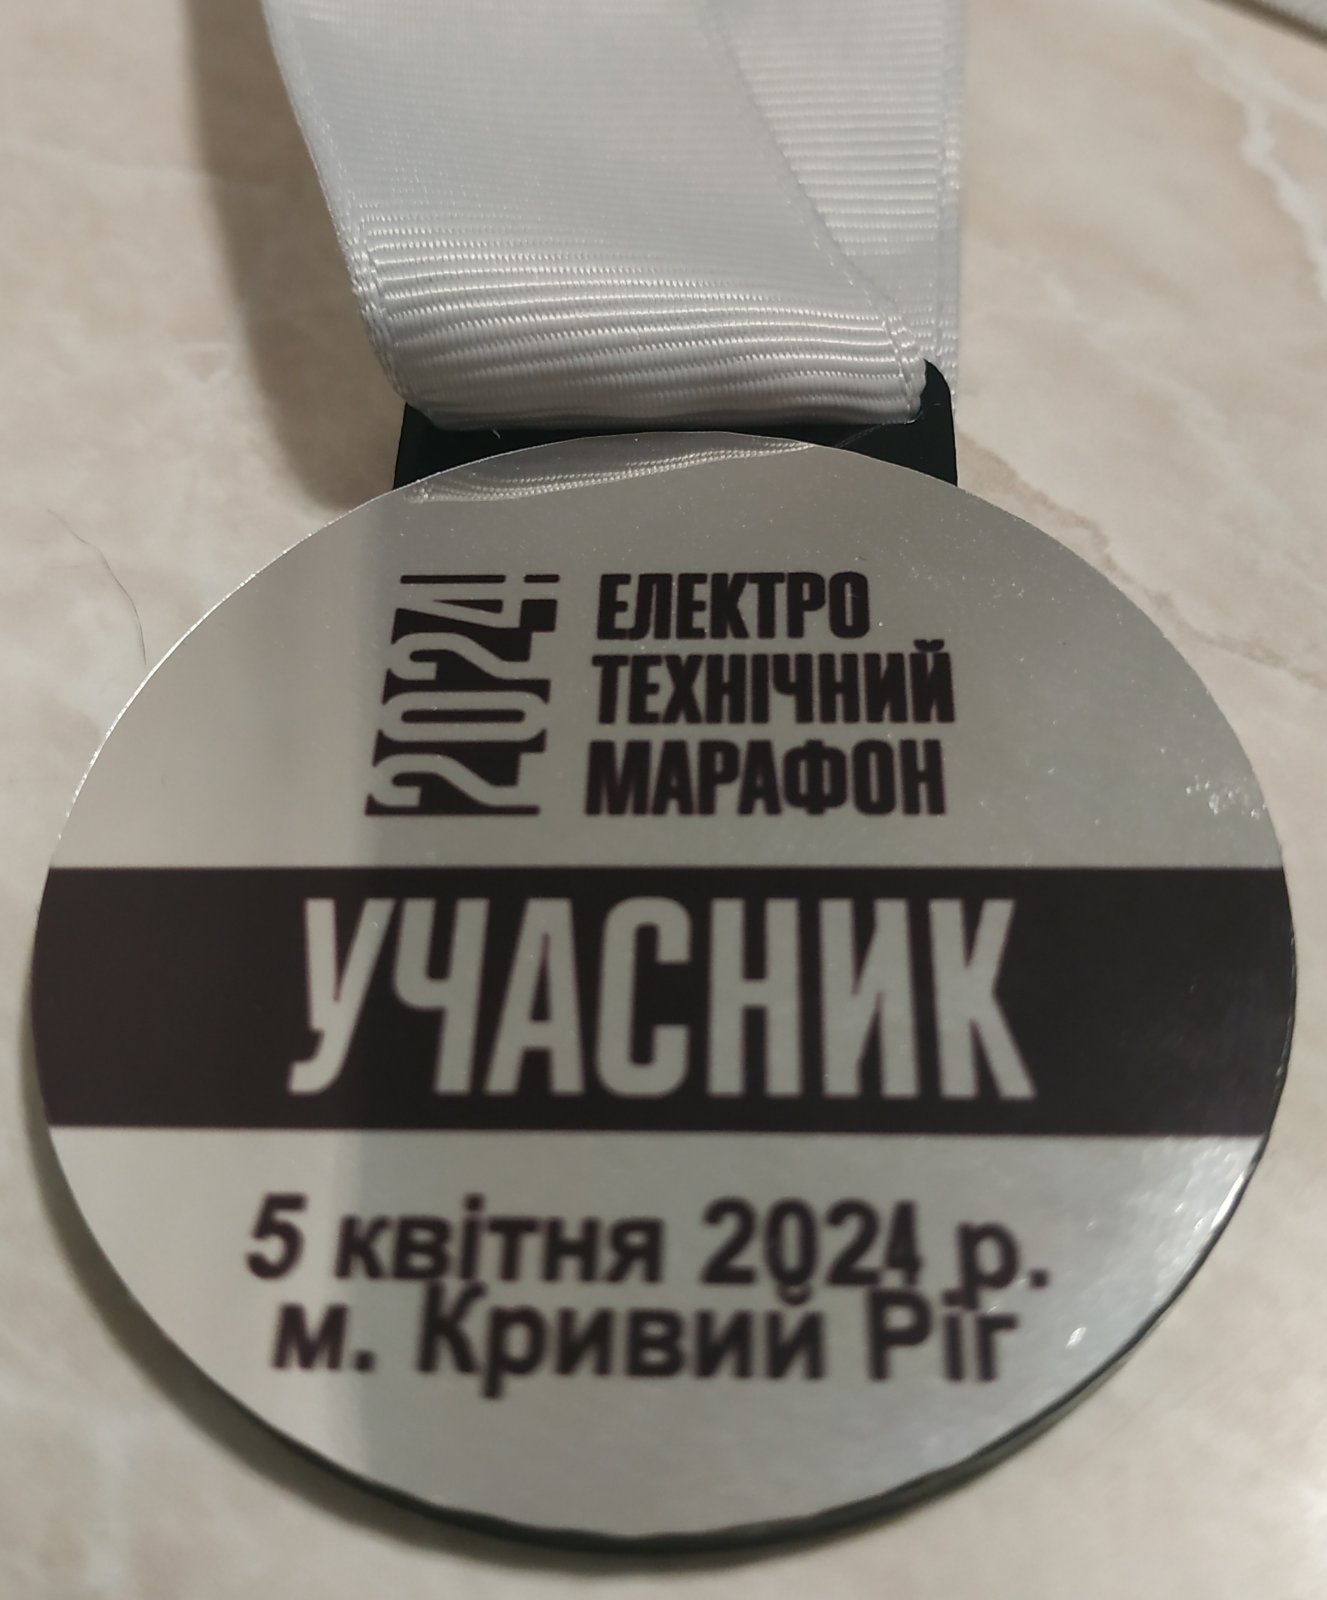 2024
ЕЛЕКТРО
ТЕХНІЧНИЙ
МАРАФОН
УЧАСНИК
5 квітня 2024 р.
м. Кривий Ріг